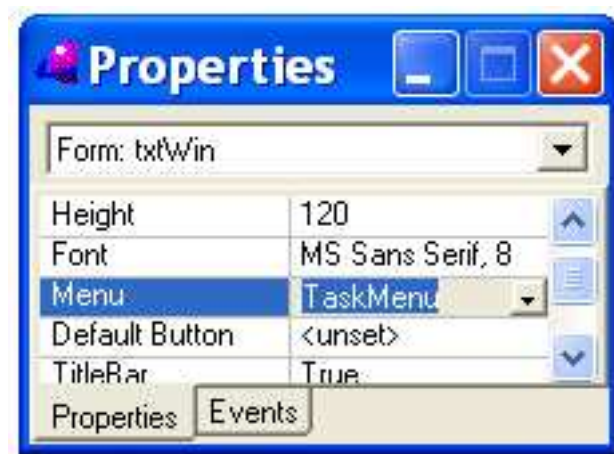 Properties
Form: txtWin
Height 120
Font MS Sans Serif, 8
Menu TaskMenu
Default Button <unset>
TitleBar True
Properties Events